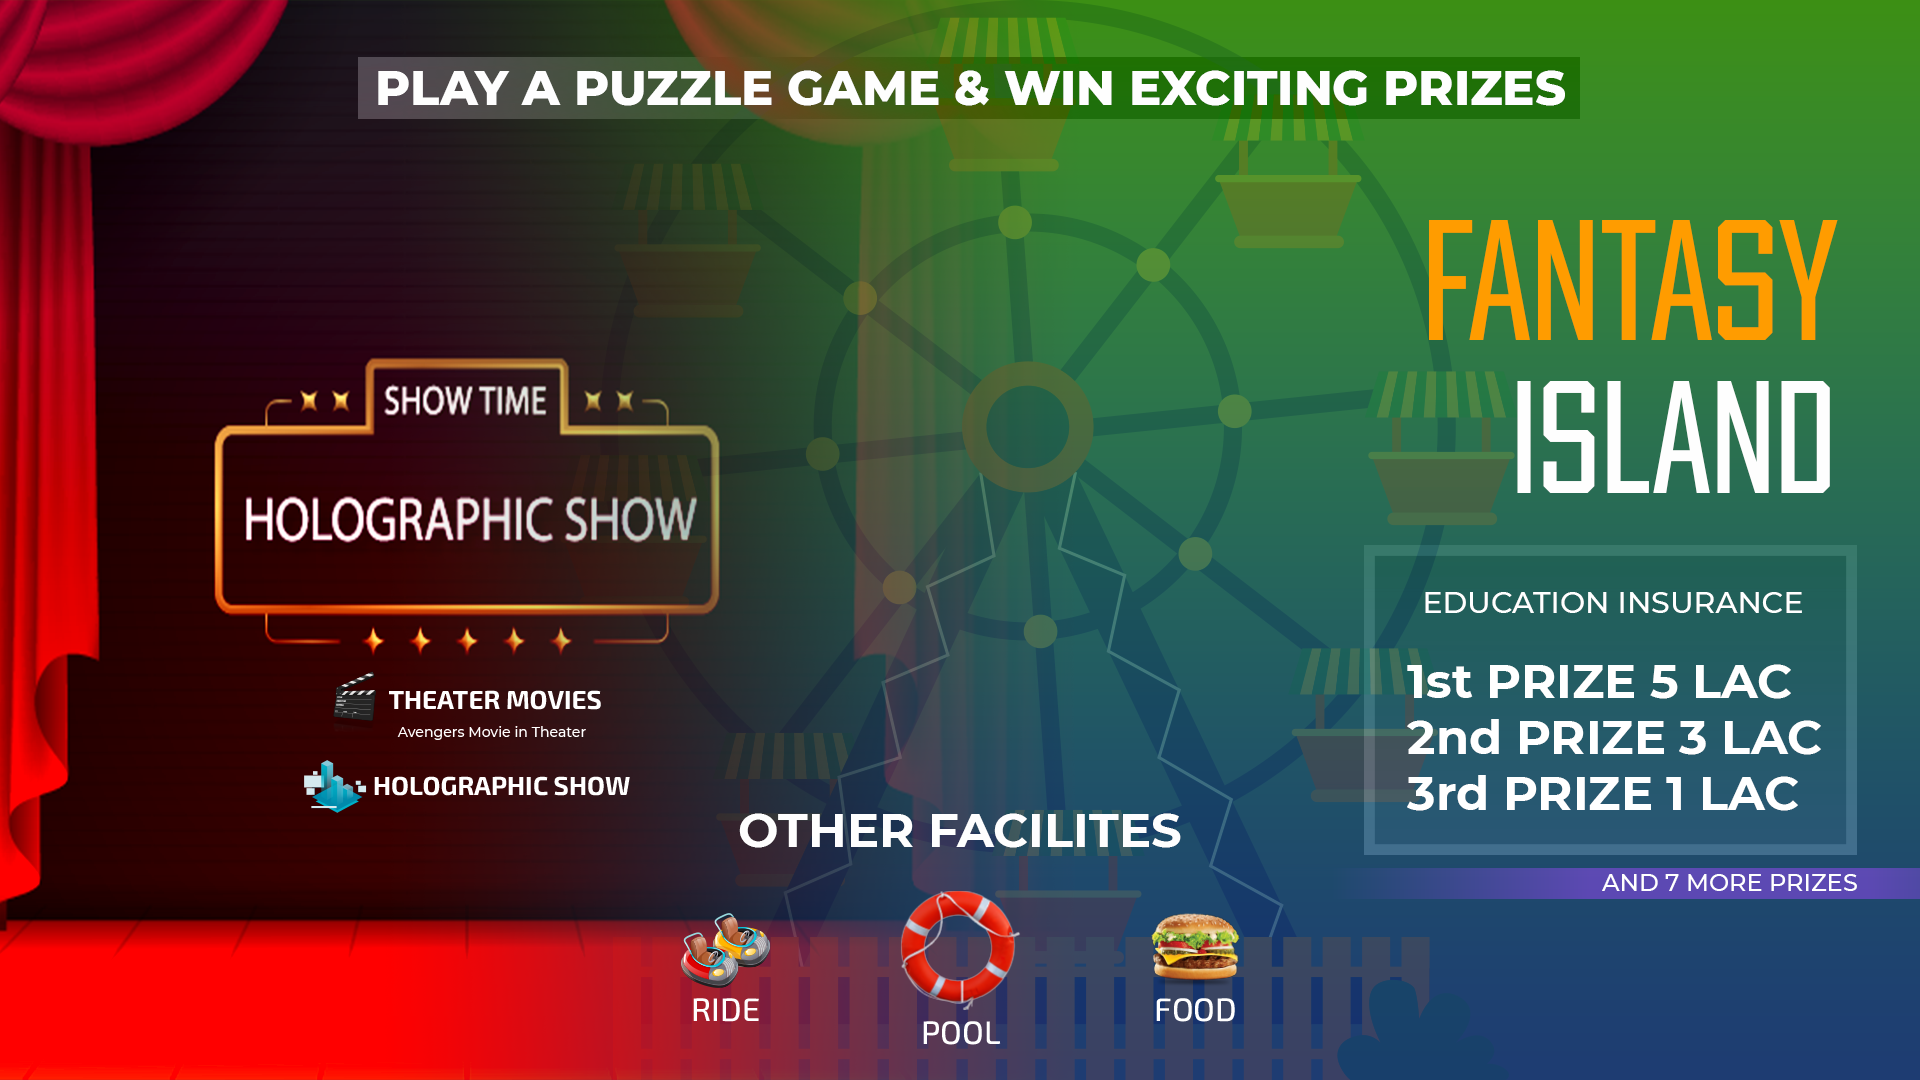 PLAY A PUZZLE GAME & WIN EXCITING PRIZES
SHOW TIME
HOLOGRAPHIC SHOW
THEATER MOVIES
Avengers Movie in Theater
HOLOGRAPHIC SHOW
FANTASY
ISLAND
EDUCATION INSURANCE
1st PRIZE 5 LAC
2nd PRIZE 3 LAC
3rd PRIZE 1 LAC
AND 7 MORE PRIZES
OTHER FACILITES
RIDE
POOL
FOOD